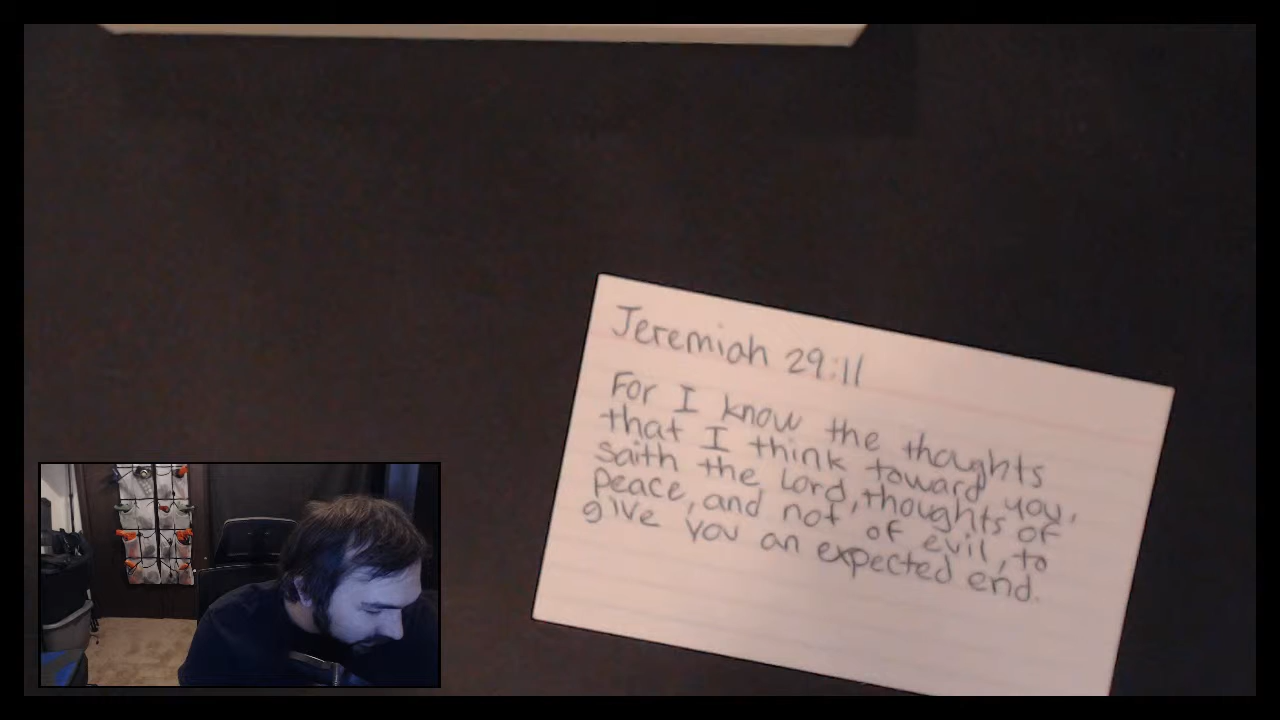 Jeremiah 29:11
For I know the thoughts
that I think toward you,
saith the Lord, thoughts of
peace, and not of evil, to
give you an expected end.